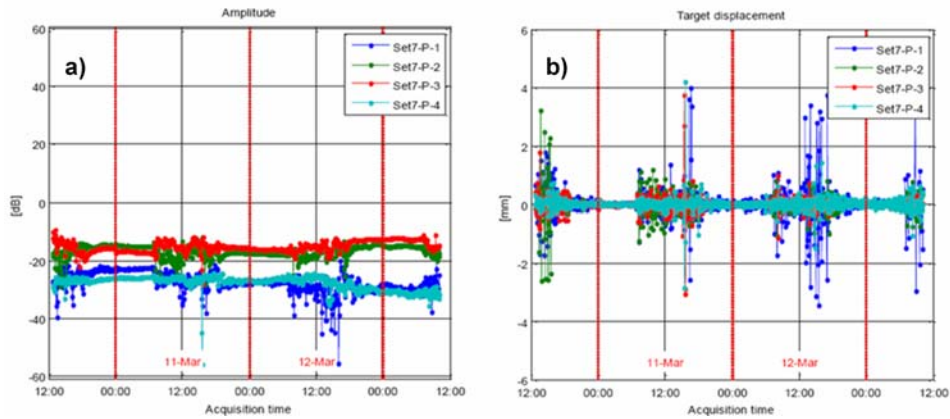 Amplitude
60
a)
Set7-P-1
Set7-P-2
Set7-P-3
Set7-P-4
40
20
0
[dB]
-20
-40
-60
11-Mar
12-Mar
12:00 00:00 12:00 00:00 12:00 00:00 12:00
Acquisition time
Target displacement
6
b)
Set7-P-1
Set7-P-2
Set7-P-3
Set7-P-4
4
2
0
[mm]
-2
-4
-6
11-Mar
12-Mar
12:00 00:00 12:00 00:00 12:00 00:00 12:00
Acquisition time